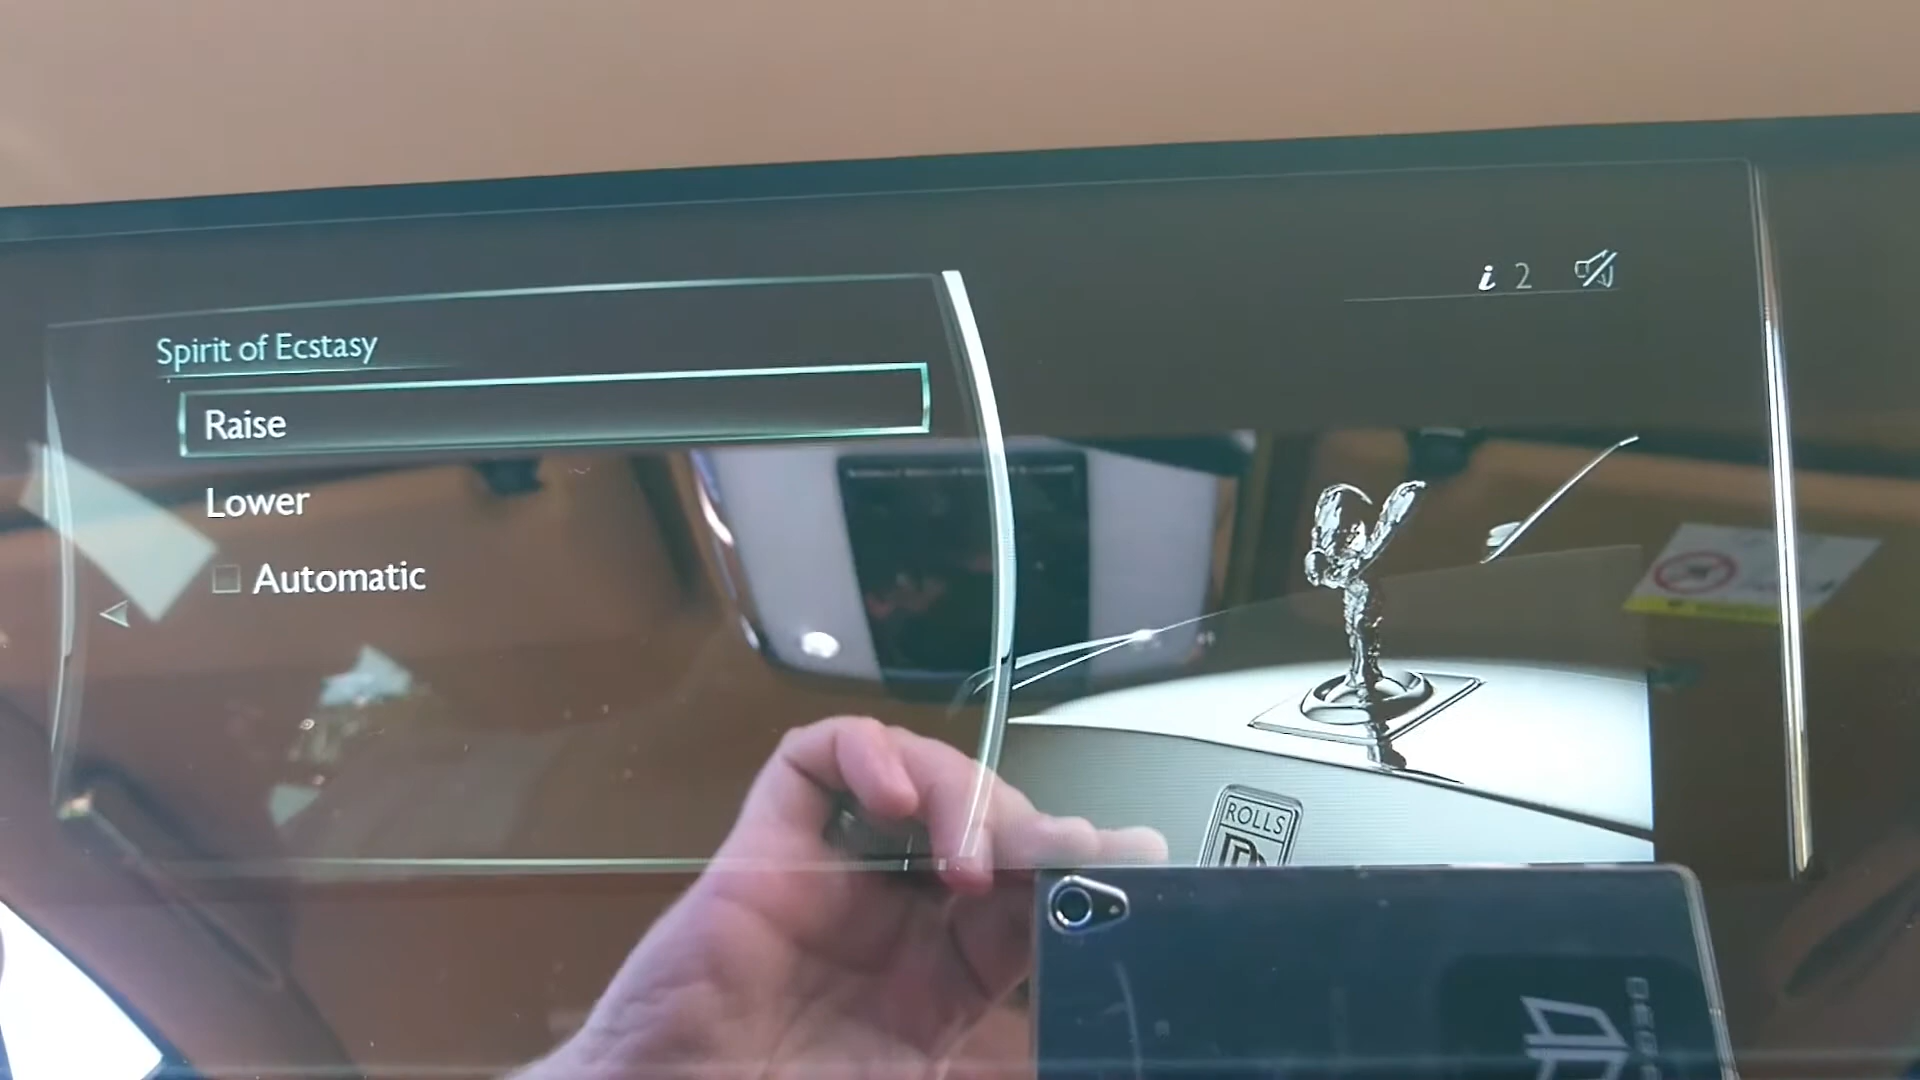 i 2
Spirit of Ecstasy
Raise
Lower
Automatic
ROLLS